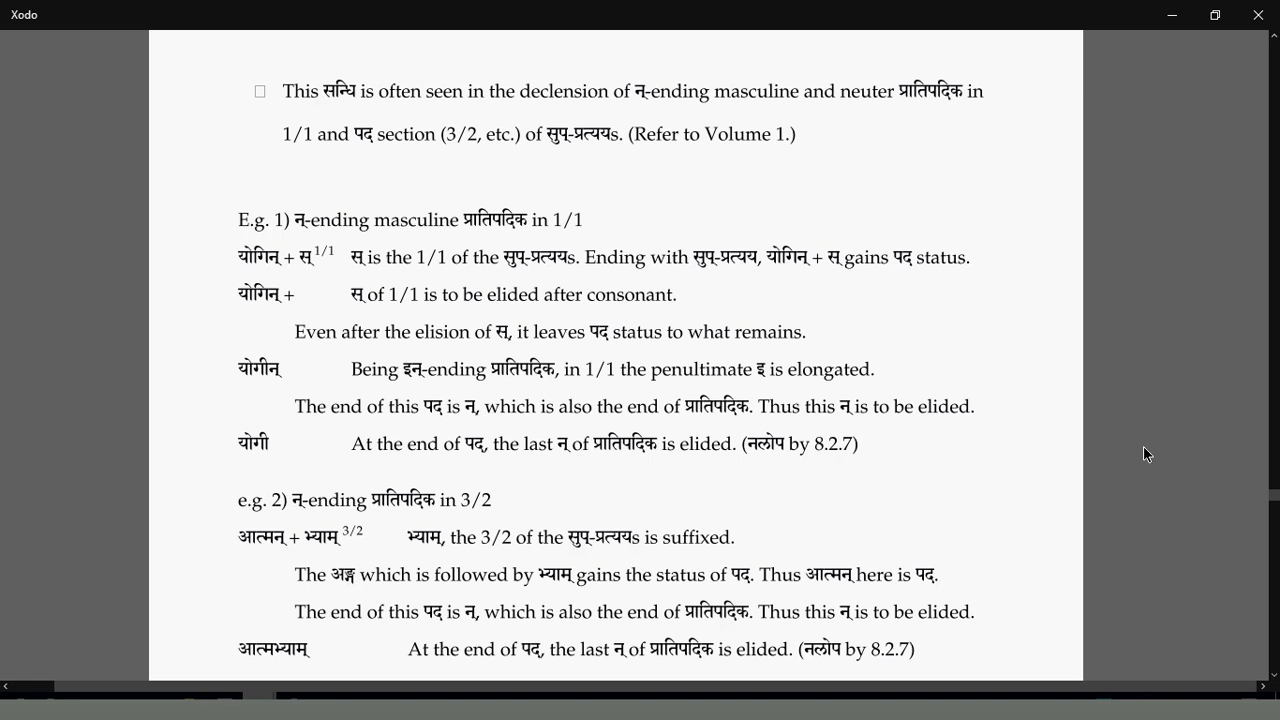 Xodo
This सन्धि is often seen in the declension of न्-ending masculine and neuter प्रातिपदिक in
1/1 and पद section (3/2, etc.) of सुप्-प्रत्ययs. (Refer to Volume 1.)
E.g. 1) न्-ending masculine प्रातिपदिक in 1/1
योगिन् + स् 1/1 स् is the 1/1 of the सुप्-प्रत्ययs. Ending with सुप्-प्रत्यय, योगिन् + स् gains पद status.
योगिन् + स् of 1/1 is to be elided after consonant.
Even after the elision of स्, it leaves पद status to what remains.
योगीन् Being इन्-ending प्रातिपदिक, in 1/1 the penultimate इ is elongated.
The end of this पद is न्, which is also the end of प्रातिपदिक. Thus this न् is to be elided.
योगी At the end of पद, the last न् of प्रातिपदिक is elided. (नलोप by 8.2.7)
e.g. 2) न्-ending प्रातिपदिक in 3/2
आत्मन् + भ्याम् 3/2 भ्याम्, the 3/2 of the सुप्-प्रत्ययs is suffixed.
The अङ्ग which is followed by भ्याम् gains the status of पद. Thus आत्मन् here is पद.
The end of this पद is न्, which is also the end of प्रातिपदिक. Thus this न् is to be elided.
आत्मभ्याम् At the end of पद, the last न् of प्रातिपदिक is elided. (नलोप by 8.2.7)